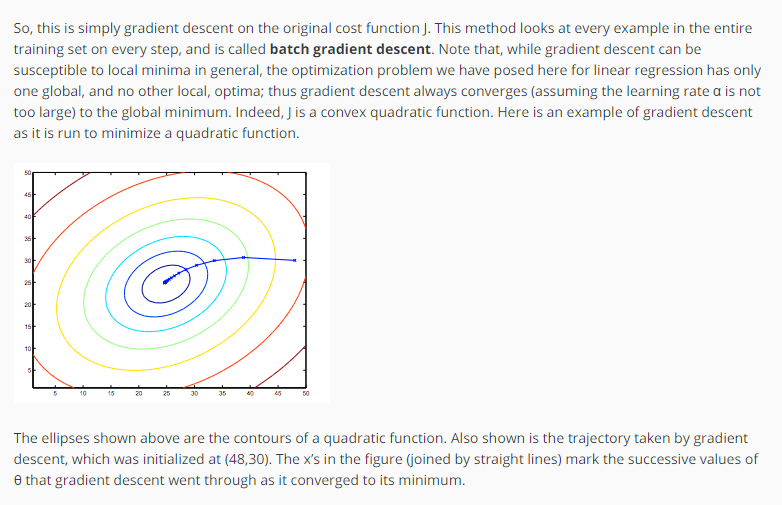 So, this is simply gradient descent on the original cost function J. This method looks at every example in the entire
training set on every step, and is called batch gradient descent. Note that, while gradient descent can be
susceptible to local minima in general, the optimization problem we have posed here for linear regression has only
one global, and no other local, optima; thus gradient descent always converges (assuming the learning rate α is not
too large) to the global minimum. Indeed, J is a convex quadratic function. Here is an example of gradient descent
as it is run to minimize a quadratic function.
50
45
40
35
30
25
20
15
10
5
5 10 15 20 25 30 35 40 45 50
The ellipses shown above are the contours of a quadratic function. Also shown is the trajectory taken by gradient
descent, which was initialized at (48,30). The x's in the figure (joined by straight lines) mark the successive values of
θ that gradient descent went through as it converged to its minimum.